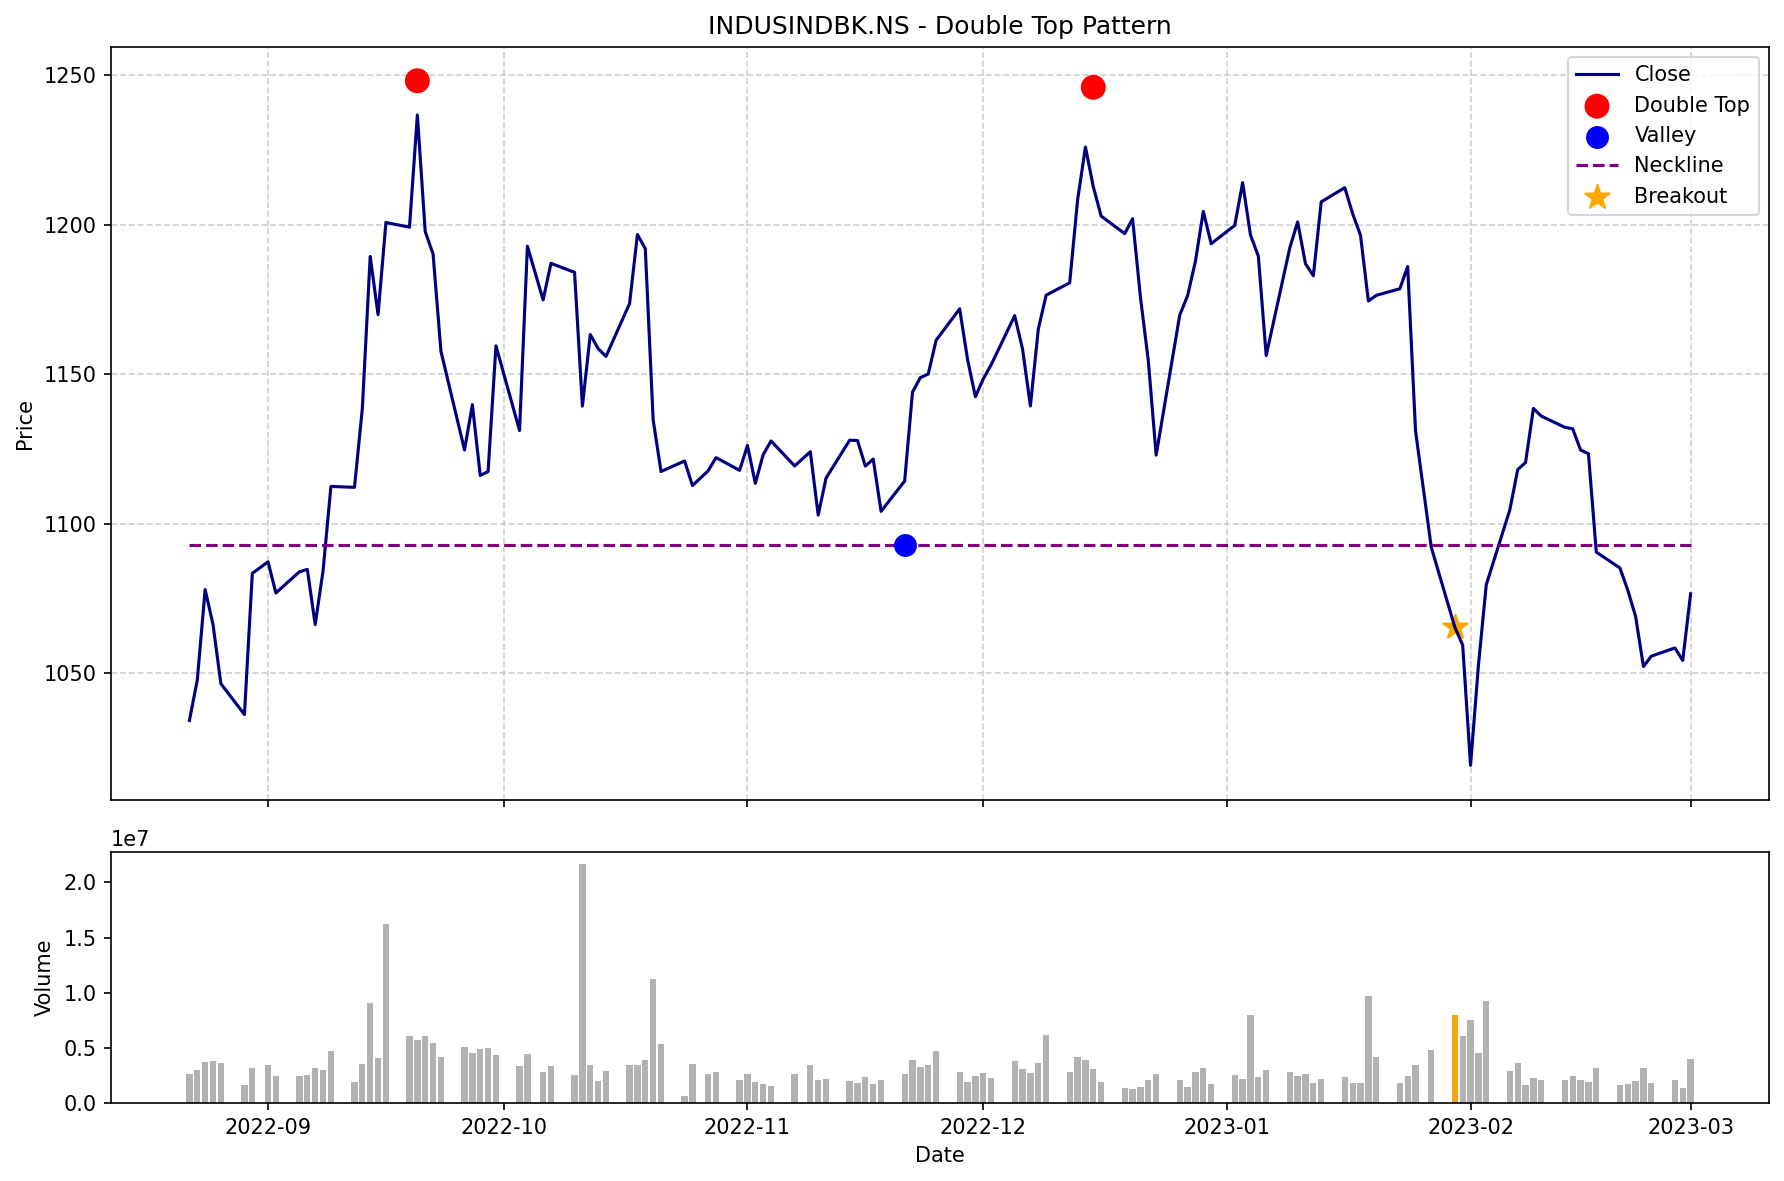 INDUSINDBK.NS - Double Top Pattern
Price
1250
1200
1150
1100
1050
Close
Double Top
Valley
Neckline
Breakout
1e7
Volume
2.0
1.5
1.0
0.5
0.0
2022-09
2022-10
2022-11
2022-12
2023-01
2023-02
2023-03
Date